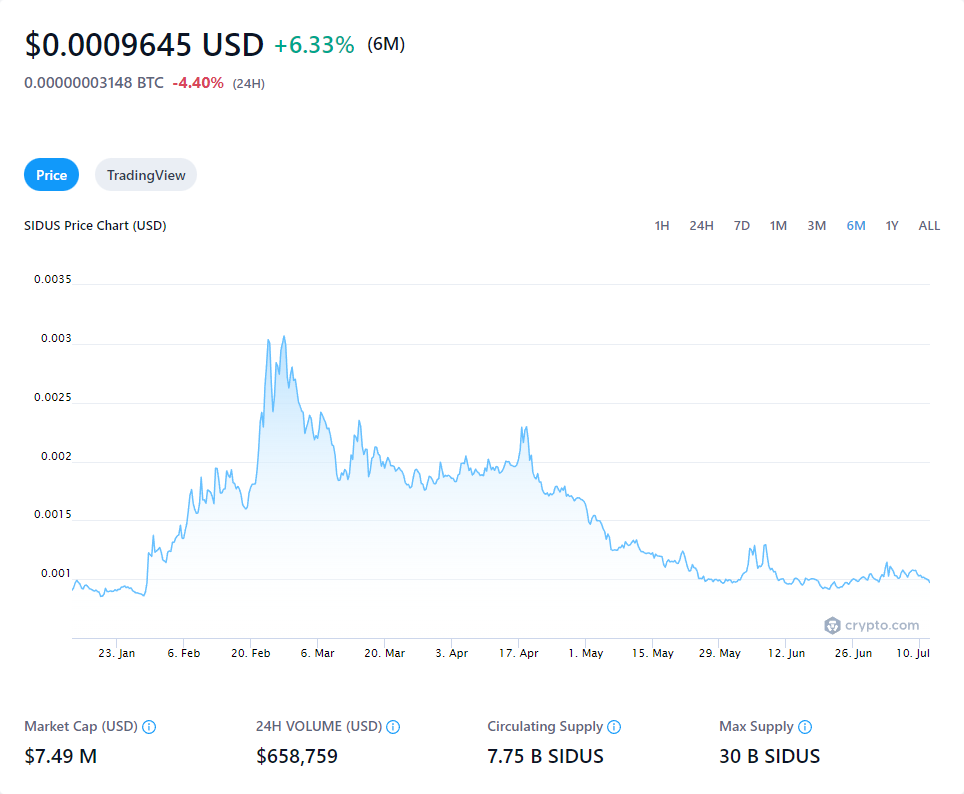 $0.0009645 USD +6.33% (6M)
0.00000003148 BTC -4.40% (24H)
Price TradingView
SIDUS Price Chart (USD) 1H 24H 7D 1M 3M 6M 1Y ALL
0.0035
0.003
0.0025
0.002
0.0015
0.001
crypto.com
23. Jan 6. Feb 20. Feb 6. Mar 20. Mar 3. Apr 17. Apr 1. May 15. May 29. May 12. Jun 26. Jun 10. Jul
Market Cap (USD) 24H VOLUME (USD) Circulating Supply Max Supply
$7.49 M $658,759 7.75 B SIDUS 30 B SIDUS